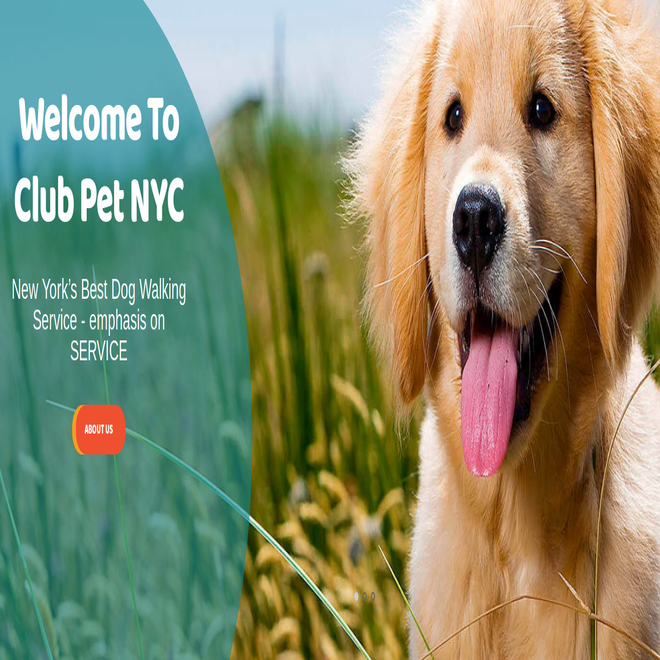 Welcome To
Club Pet NYC
New York's Best Dog Walking
Service - emphasis on
SERVICE
ABOUT US